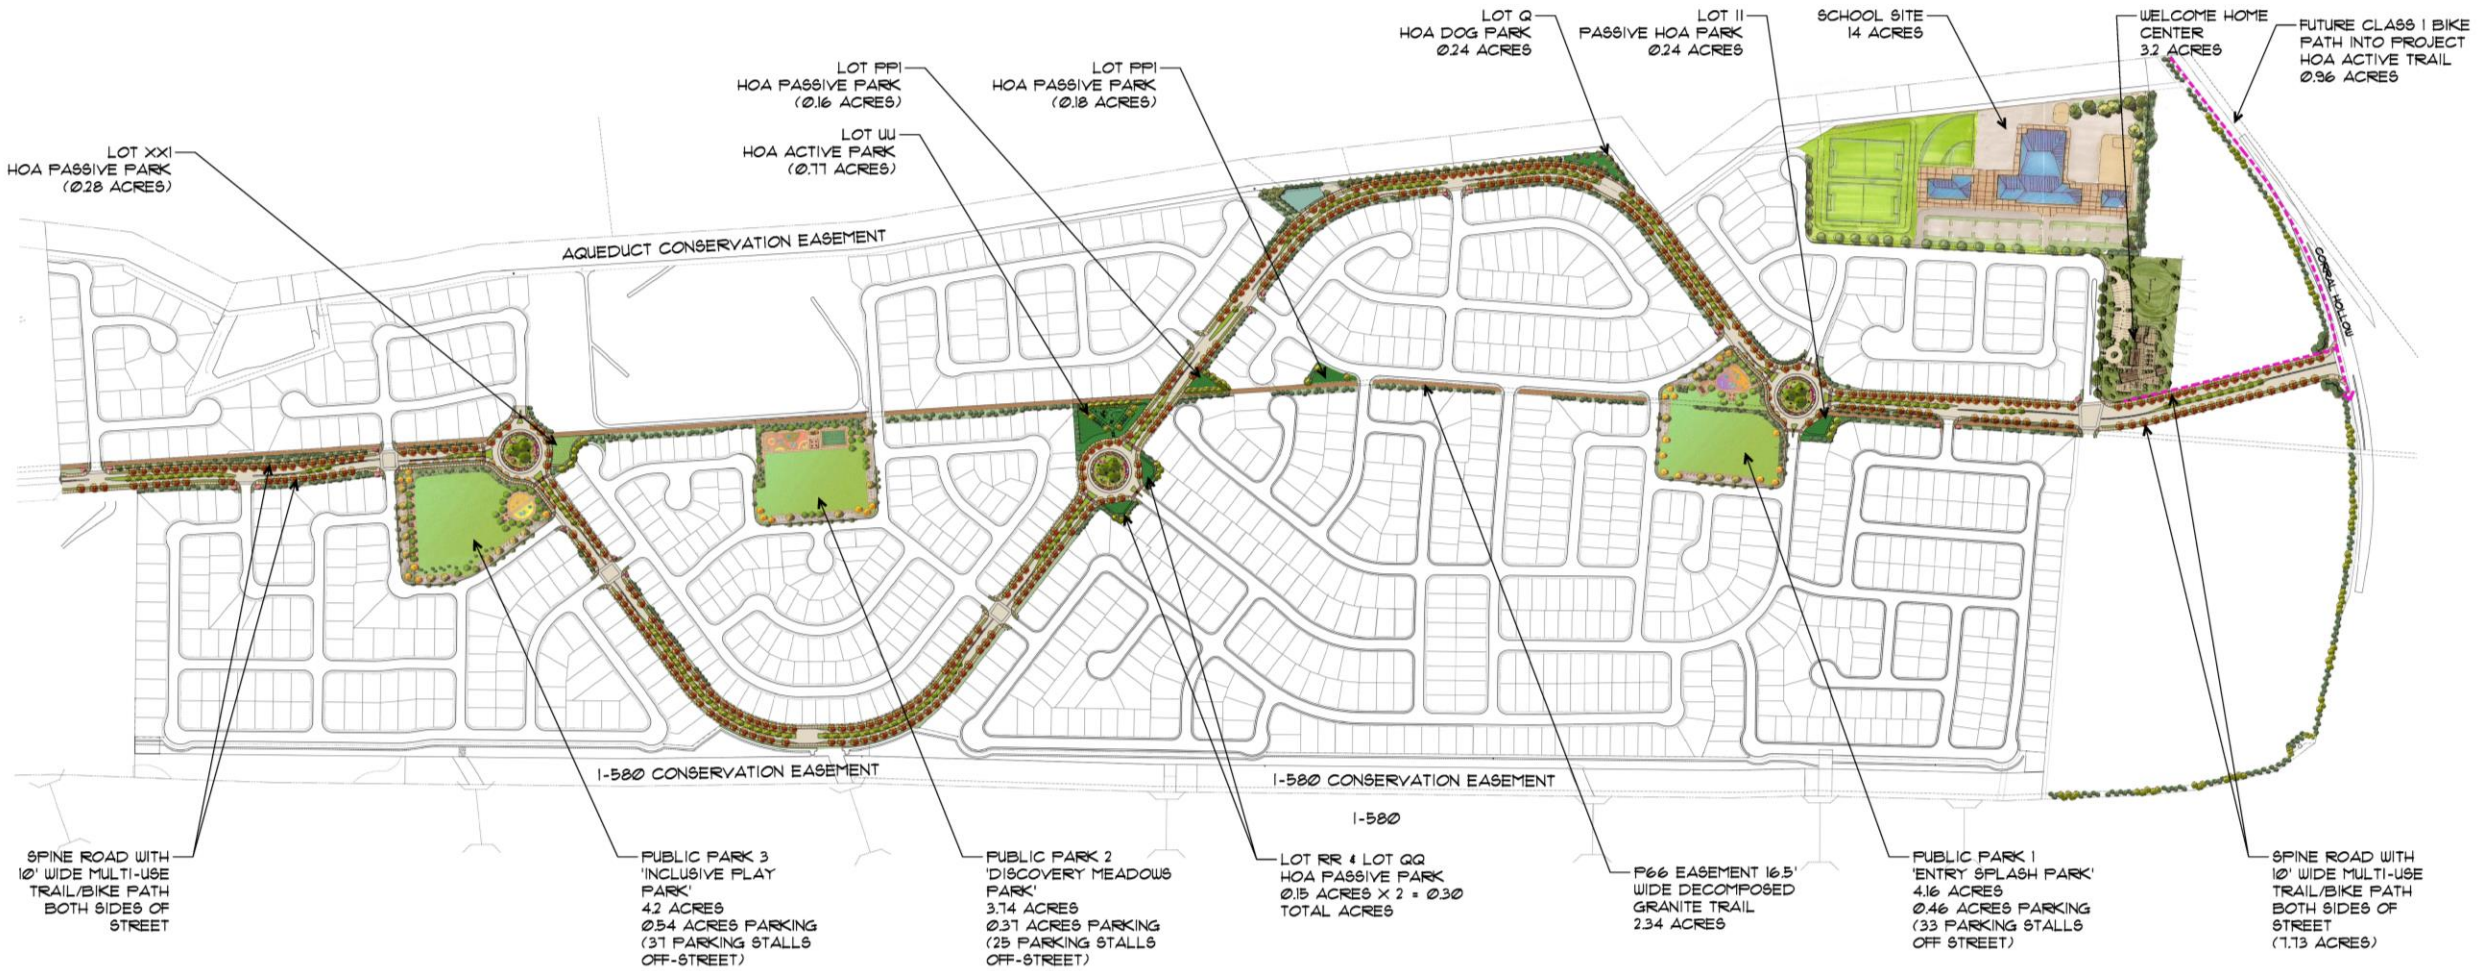 LOT Q
HOA DOG PARK
0.24 ACRES
LOT II
PASSIVE HOA PARK
0.24 ACRES
SCHOOL SITE
14 ACRES
WELCOME HOME
CENTER
3.2 ACRES
FUTURE CLASS 1 BIKE
PATH INTO PROJECT
HOA ACTIVE TRAIL
0.96 ACRES
LOT PP1
HOA PASSIVE PARK
(0.16 ACRES)
LOT PP1
HOA PASSIVE PARK
(0.18 ACRES)
LOT UU
HOA ACTIVE PARK
(0.77 ACRES)
LOT XX1
HOA PASSIVE PARK
(0.28 ACRES)
AQUEDUCT CONSERVATION EASEMENT
CORRAL HOLLOW
I-580 CONSERVATION EASEMENT
I-580 CONSERVATION EASEMENT
I-580
SPINE ROAD WITH
10' WIDE MULTI-USE
TRAIL/BIKE PATH
BOTH SIDES OF
STREET
PUBLIC PARK 3
'INCLUSIVE PLAY
PARK'
4.2 ACRES
0.54 ACRES PARKING
(37 PARKING STALLS
OFF-STREET)
PUBLIC PARK 2
'DISCOVERY MEADOWS
PARK'
3.74 ACRES
0.37 ACRES PARKING
(25 PARKING STALLS
OFF-STREET)
LOT RR & LOT QQ
HOA PASSIVE PARK
0.15 ACRES X 2 = 0.30
TOTAL ACRES
P66 EASEMENT 16.5'
WIDE DECOMPOSED
GRANITE TRAIL
2.34 ACRES
PUBLIC PARK 1
'ENTRY SPLASH PARK'
4.16 ACRES
0.46 ACRES PARKING
(33 PARKING STALLS
OFF STREET)
SPINE ROAD WITH
10' WIDE MULTI-USE
TRAIL/BIKE PATH
BOTH SIDES OF
STREET
(7.73 ACRES)